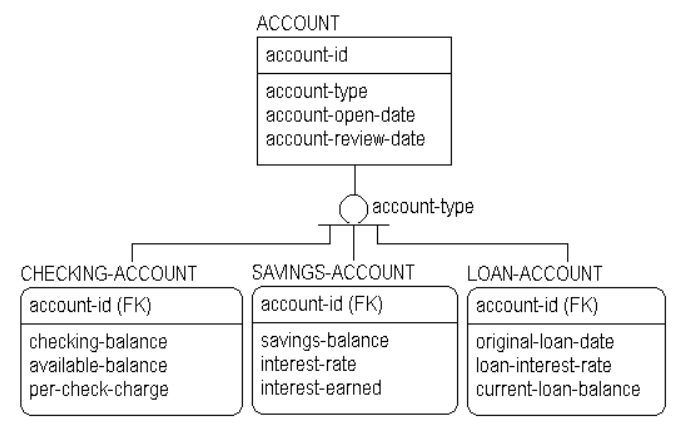 ACCOUNT
account-id
account-type
account-open-date
account-review-date
account-type
CHECKING-ACCOUNT
account-id (FK)
checking-balance
available-balance
per-check-charge
SAVINGS-ACCOUNT
account-id (FK)
savings-balance
interest-rate
interest-earned
LOAN-ACCOUNT
account-id (FK)
original-loan-date
loan-interest-rate
current-loan-balance